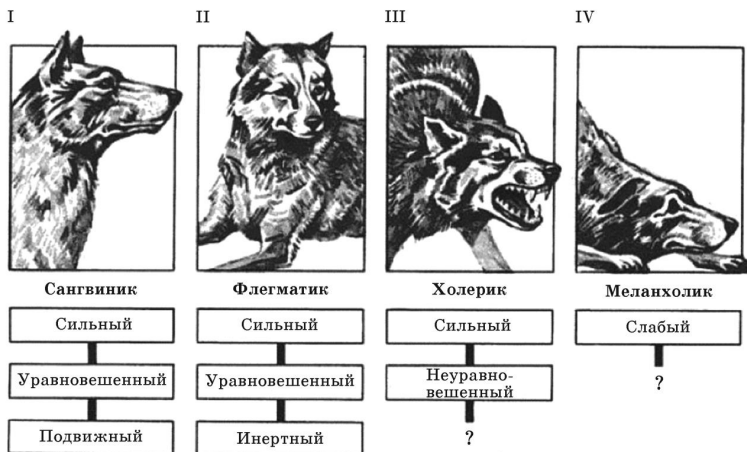 I II III IV
Сангвиник Флегматик Холерик Меланхолик
Сильный Сильный Сильный Слабый
Уравновешенный Уравновешенный Неуравно-
вешенный ?
Подвижный Инертный ?